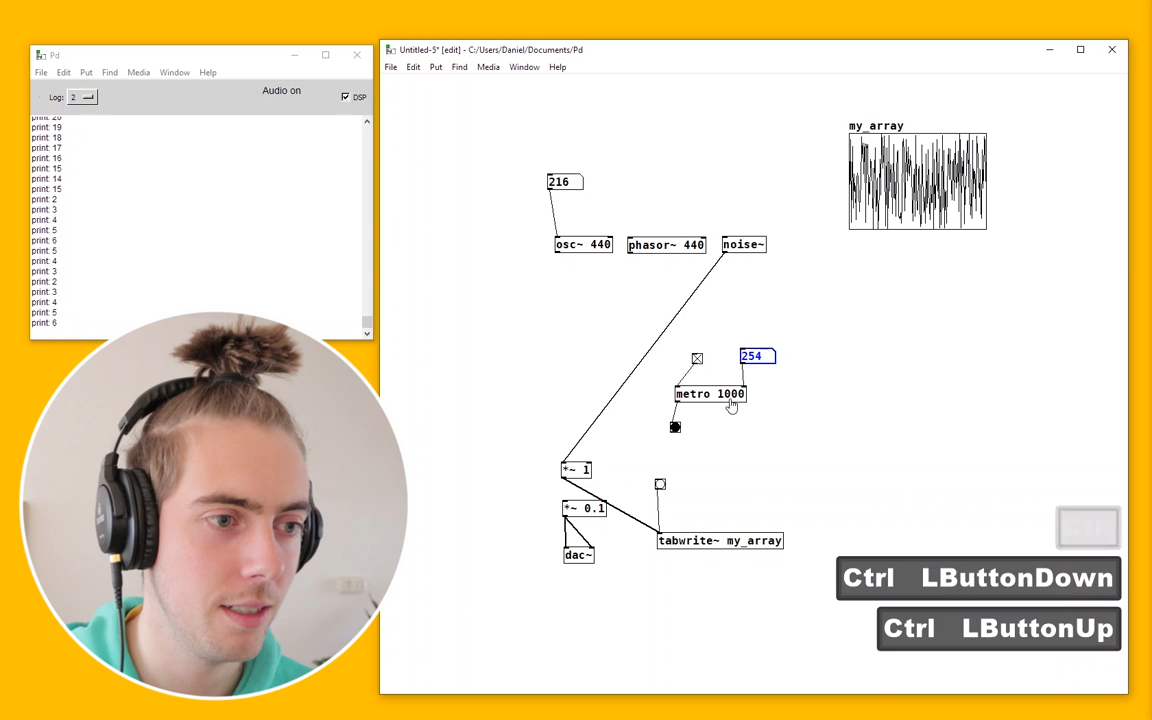 Pd
File Edit Put Find Media Window Help
Log: 2
Audio on
DSP
print: 20
print: 19
print: 18
print: 17
print: 16
print: 15
print: 14
print: 15
print: 2
print: 3
print: 4
print: 5
print: 6
print: 5
print: 4
print: 3
print: 2
print: 3
print: 4
print: 5
print: 6
Untitled-5* [edit] - C:/Users/Daniel/Documents/Pd
File Edit Put Find Media Window Help
my_array
216
osc~ 440
phasor~ 440
noise~
254
metro 1000
*~ 1
*~ 0.1
tabwrite~ my_array
dac~
Ctrl LButtonDown
Ctrl LButtonUp